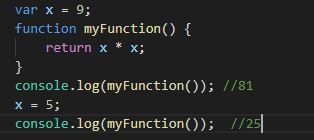 var x = 9;
function myFunction() {
    return x * x;
}
console.log(myFunction()); //81
x = 5;
console.log(myFunction());  //25